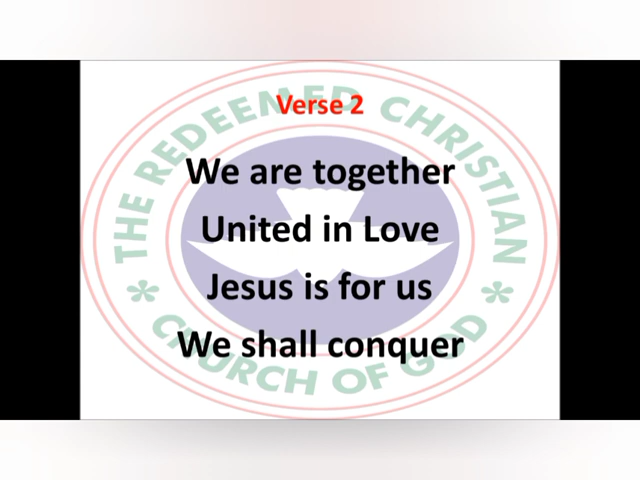 Verse 2
We are together
United in Love
Jesus is for us
We shall conquer
THE REDEEMED CHRISTIAN
CHURCH OF GOD